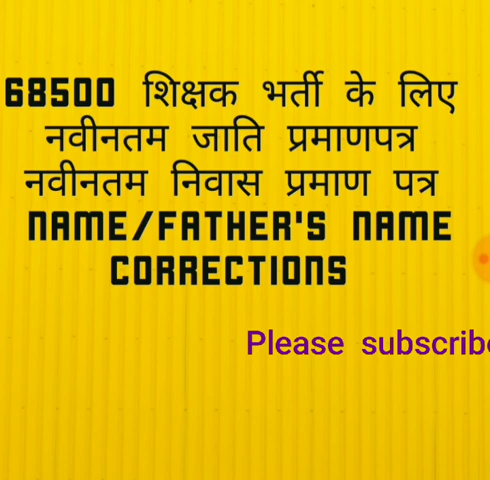 68500 शिक्षक भर्ती के लिए
नवीनतम जाति प्रमाणपत्र
नवीनतम निवास प्रमाण पत्र
NAME/FATHER'S NAME
CORRECTIONS
Please subscribe